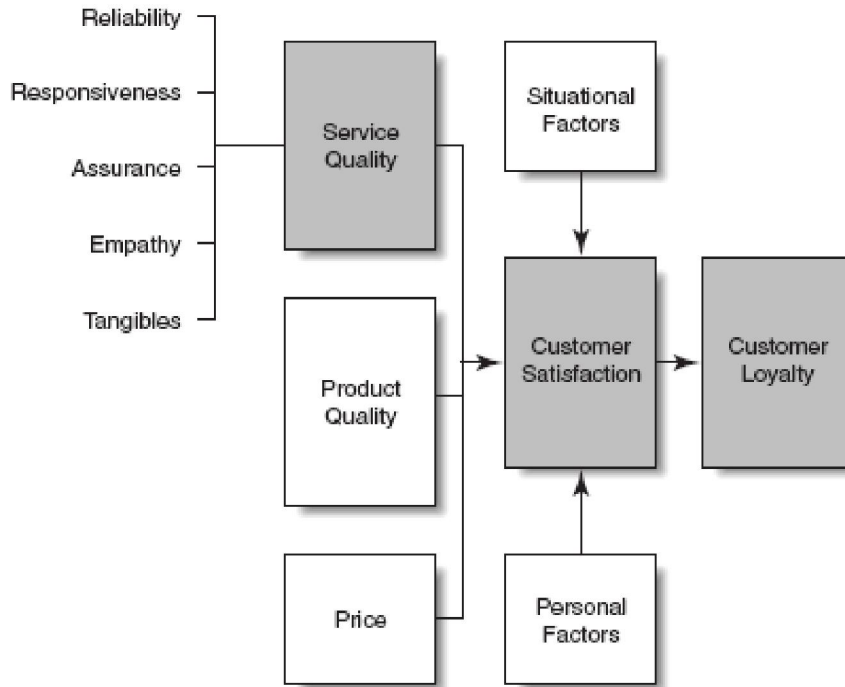 Reliability
Responsiveness
Assurance
Empathy
Tangibles
Service
Quality
Product
Quality
Price
Situational
Factors
Customer
Satisfaction
Personal
Factors
Customer
Loyalty